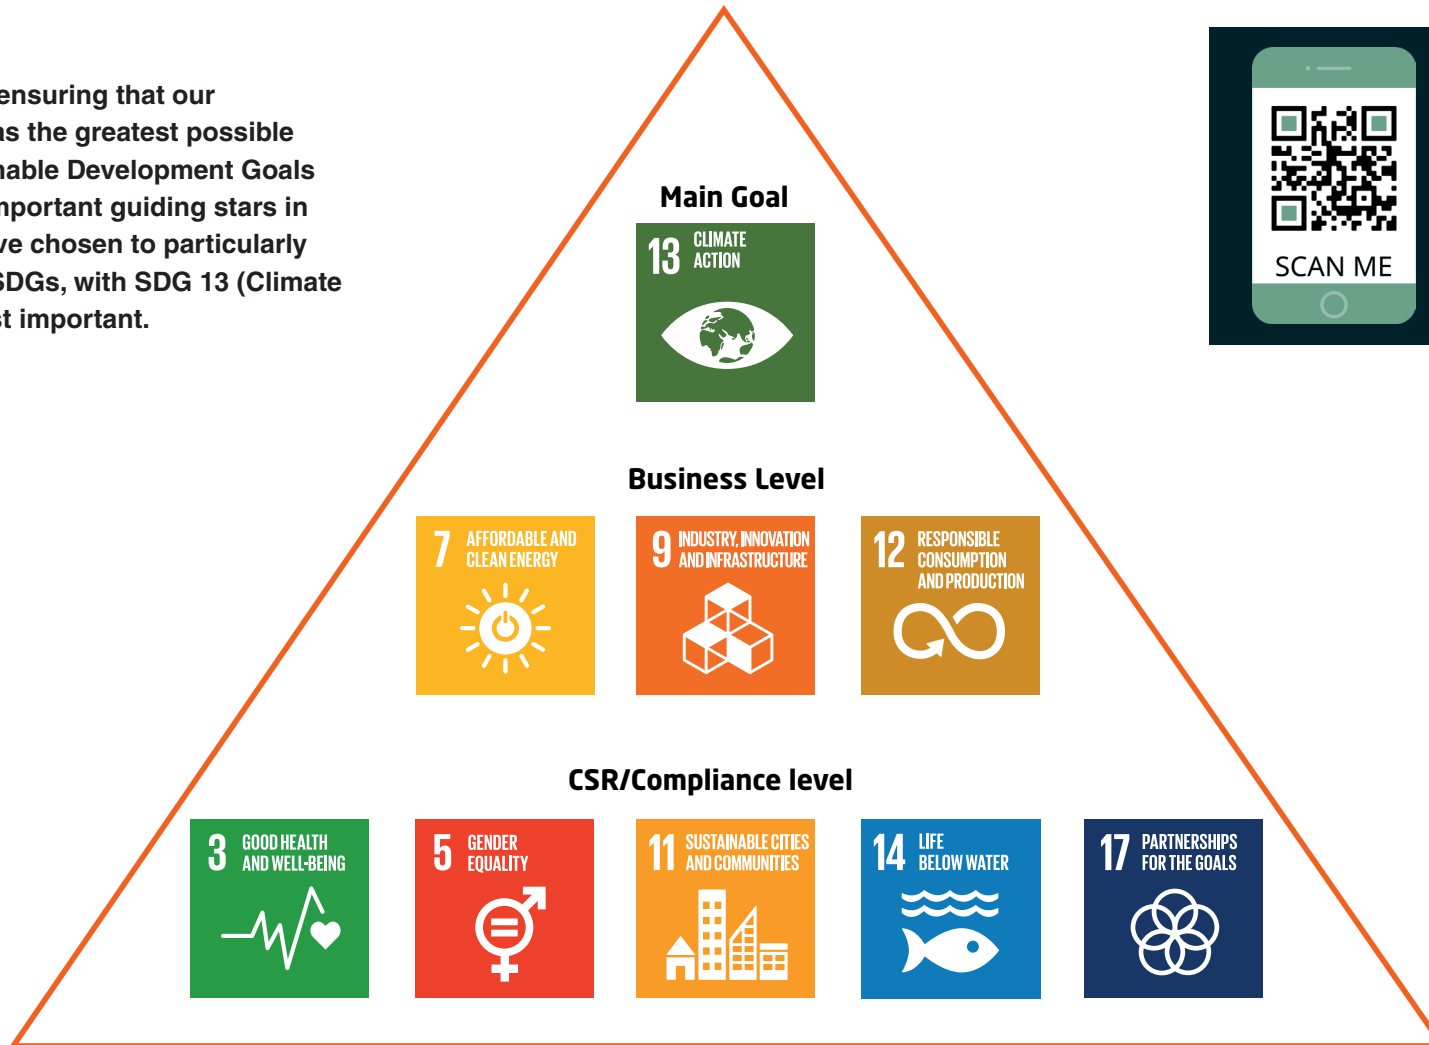 ensuring that our
as the greatest possible
nable Development Goals
mportant guiding stars in
ve chosen to particularly
SDGs, with SDG 13 (Climate
st important.
SCAN ME
Main Goal
13 CLIMATE
ACTION
Business Level
7 AFFORDABLE AND
CLEAN ENERGY
9 INDUSTRY, INNOVATION
AND INFRASTRUCTURE
12 RESPONSIBLE
CONSUMPTION
AND PRODUCTION
CSR/Compliance level
3 GOOD HEALTH
AND WELL-BEING
5 GENDER
EQUALITY
11 SUSTAINABLE CITIES
AND COMMUNITIES
14 LIFE
BELOW WATER
17 PARTNERSHIPS
FOR THE GOALS